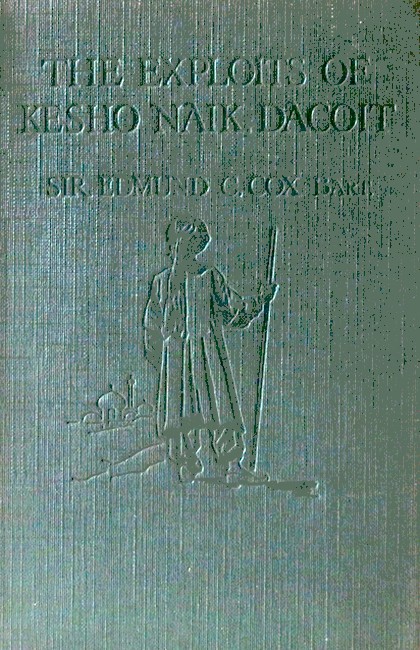 THE EXPLOITS OF
KESHO NAIK, DACOIT
SIR EDMUND C. COX BART.